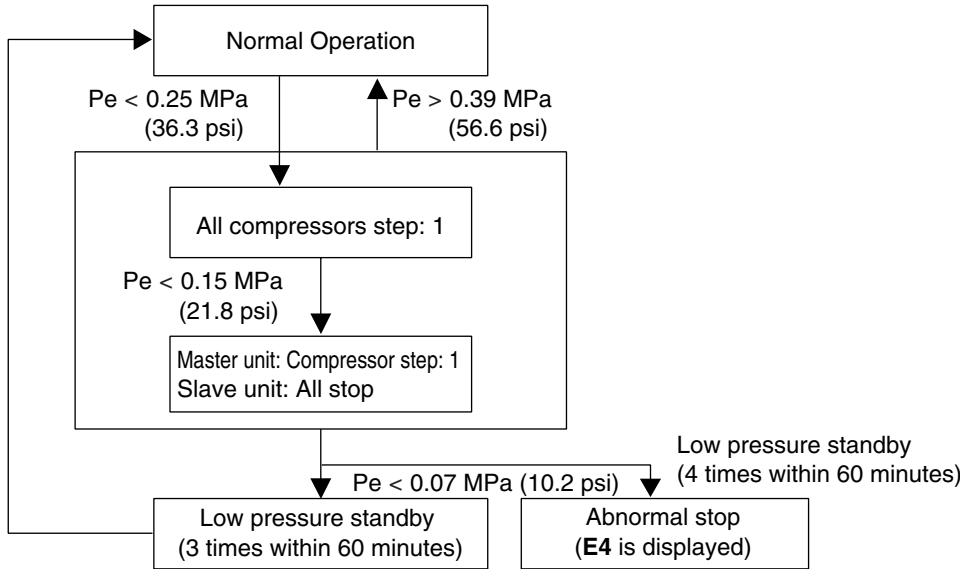 Normal Operation
Pe < 0.25 MPa
(36.3 psi)
Pe > 0.39 MPa
(56.6 psi)
All compressors step: 1
Pe < 0.15 MPa
(21.8 psi)
Master unit: Compressor step: 1
Slave unit: All stop
Low pressure standby
(4 times within 60 minutes)
Pe < 0.07 MPa (10.2 psi)
Low pressure standby
(3 times within 60 minutes)
Abnormal stop
(E4 is displayed)